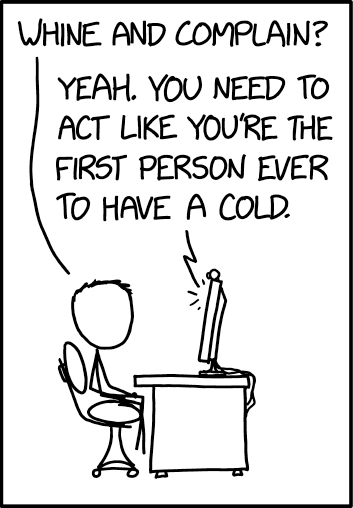 WHINE AND COMPLAIN?
YEAH. YOU NEED TO
ACT LIKE YOU'RE THE
FIRST PERSON EVER
TO HAVE A COLD.